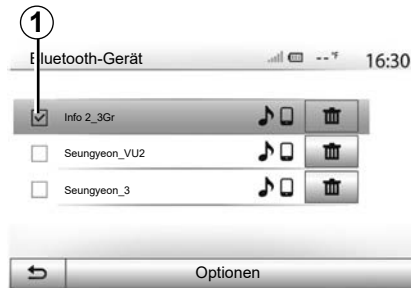 1
Bluetooth-Gerät --°F 16:30
Info 2_3Gr
Seungyeon_VU2
Seungyeon_3
Optionen